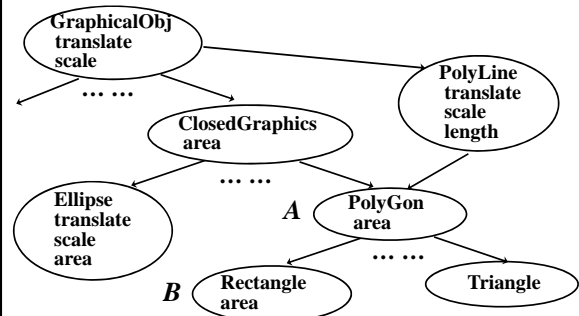 GraphicalObj
translate
scale
... ...
PolyLine
translate
scale
length
ClosedGraphics
area
... ...
Ellipse
translate
scale
area
A
PolyGon
area
... ...
B
Rectangle
area
Triangle